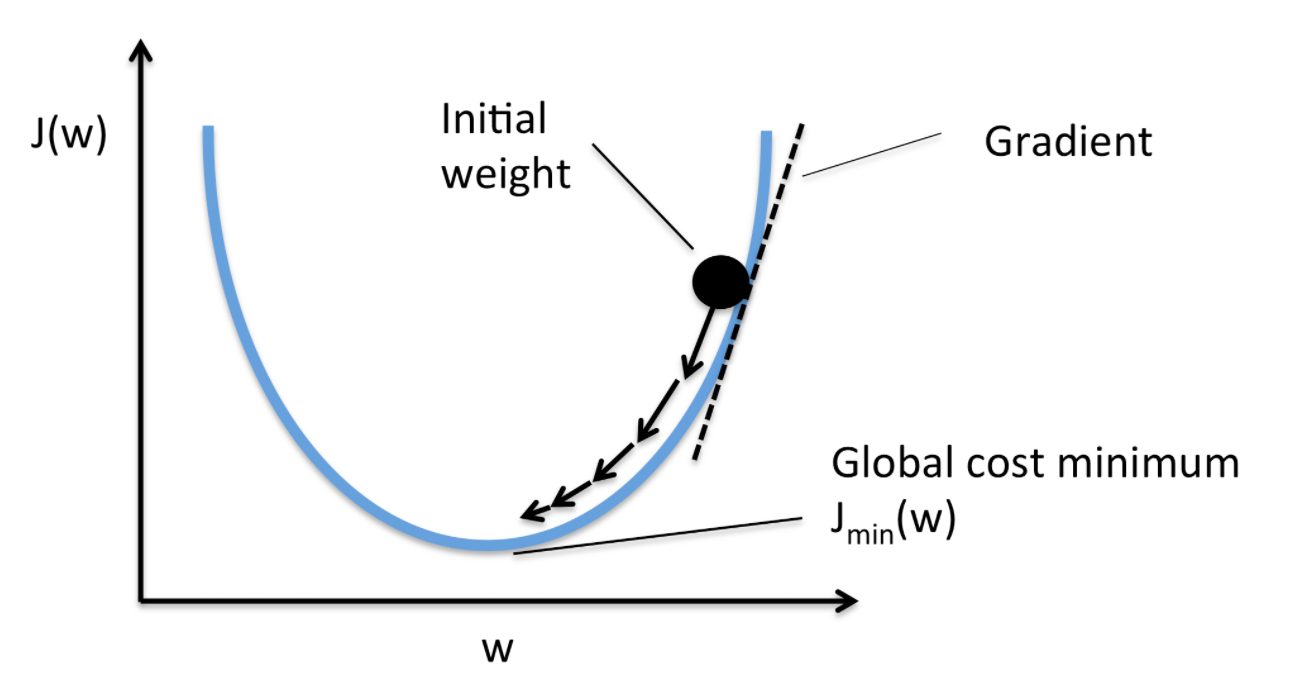 J(w)
Initial
weight
Gradient
Global cost minimum
Jmin(w)
w